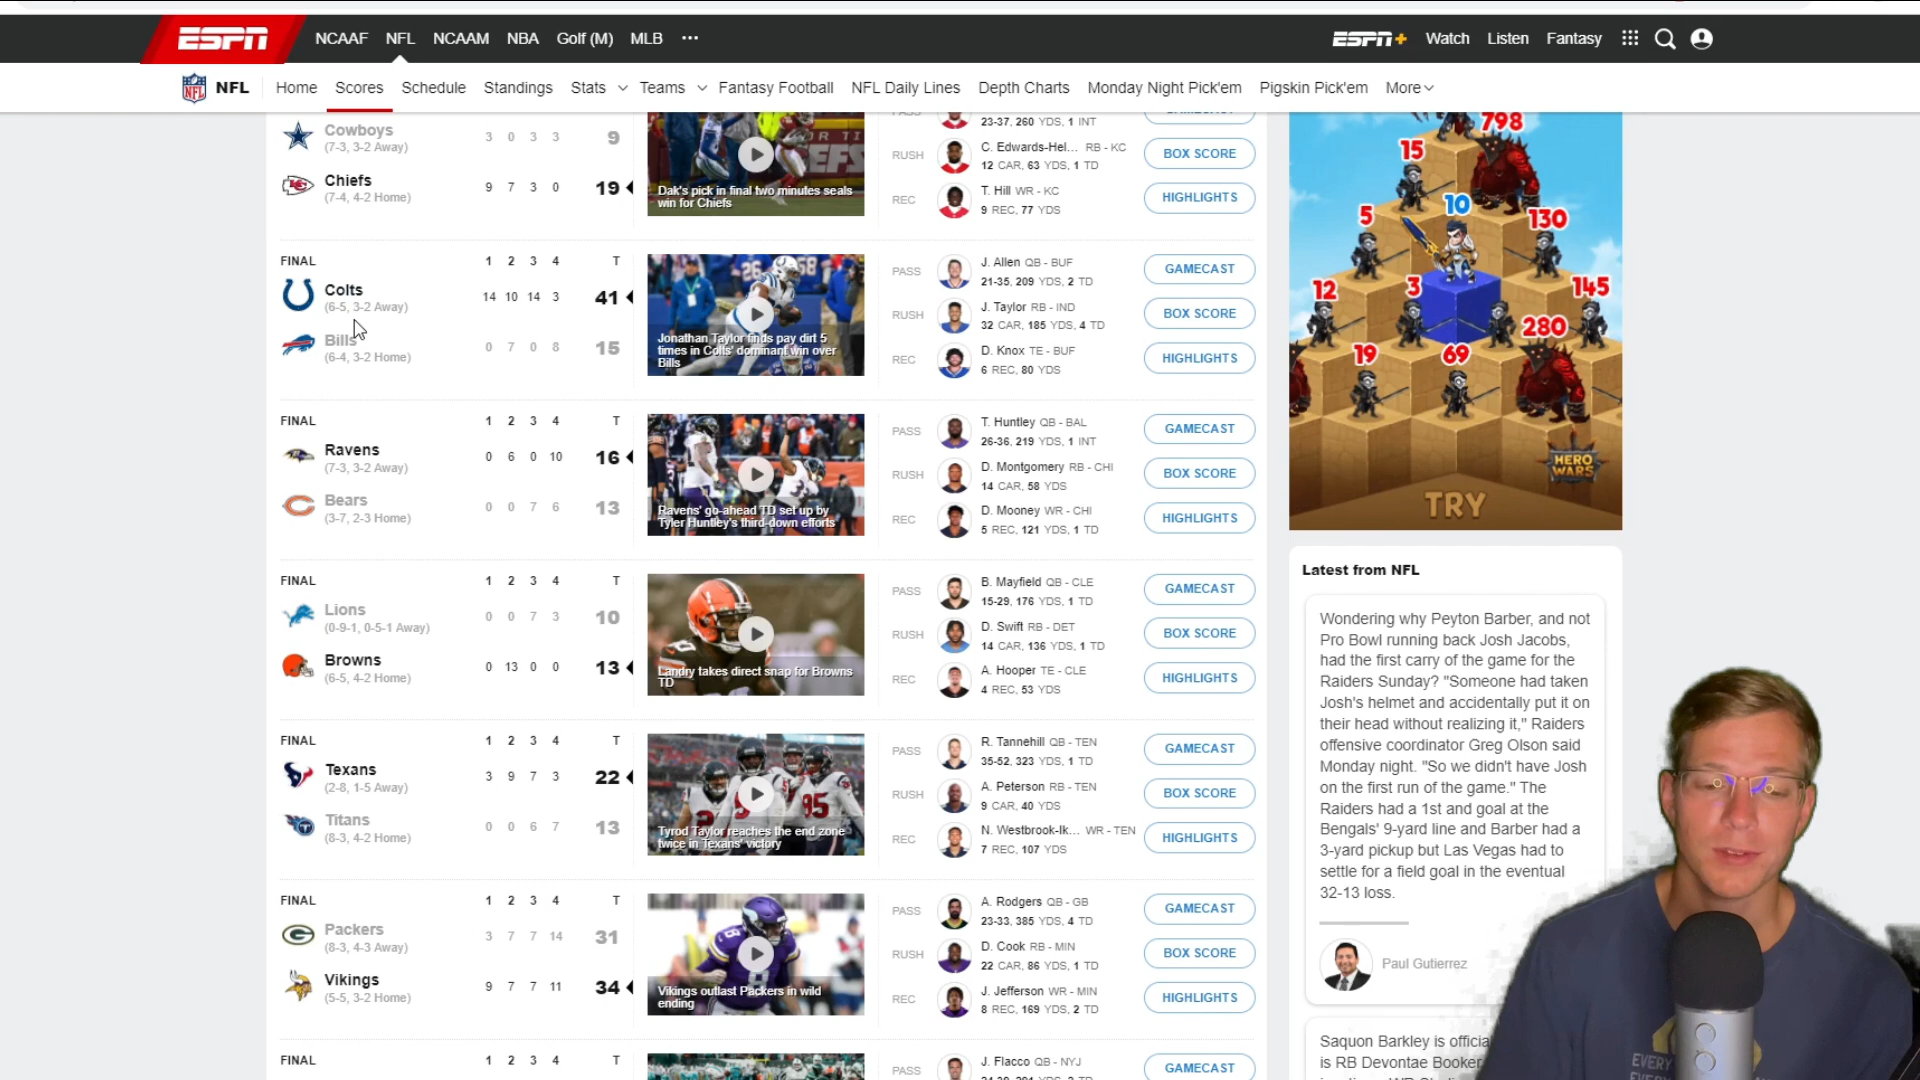 ESPN NCAAF NFL NCAAM NBA Golf (M) MLB ESPN+ Watch Listen Fantasy
NFL Home Scores Schedule Standings Stats Teams Fantasy Football NFL Daily Lines Depth Charts Monday Night Pick'em Pigskin Pick'em More
Cowboys 3 0 3 3 9
(7-3, 3-2 Away)
Chiefs 9 7 3 0 19
(7-4, 4-2 Home)
Dak's pick in final two minutes seals
win for Chiefs
PASS 23-37, 260 YDS, 1 INT
RUSH C. Edwards-Hel... RB - KC
12 CAR, 63 YDS, 1 TD
REC T. Hill WR - KC
9 REC, 77 YDS
GAMECAST
BOX SCORE
HIGHLIGHTS
FINAL 1 2 3 4 T
Colts 14 10 14 3 41
(6-5, 3-2 Away)
Bills 0 7 0 8 15
(6-4, 3-2 Home)
Jonathan Taylor finds pay dirt 5
times in Colts' dominant win over
Bills
PASS J. Allen QB - BUF
21-35, 209 YDS, 2 TD
RUSH J. Taylor RB - IND
32 CAR, 185 YDS, 4 TD
REC D. Knox TE - BUF
6 REC, 80 YDS
GAMECAST
BOX SCORE
HIGHLIGHTS
FINAL 1 2 3 4 T
Ravens 0 6 0 10 16
(7-3, 3-2 Away)
Bears 0 0 7 6 13
(3-7, 2-3 Home)
Ravens' go-ahead TD set up by
Tyler Huntley's third-down efforts
PASS T. Huntley QB - BAL
26-36, 219 YDS, 1 INT
RUSH D. Montgomery RB - CHI
14 CAR, 58 YDS
REC D. Mooney WR - CHI
5 REC, 121 YDS, 1 TD
GAMECAST
BOX SCORE
HIGHLIGHTS
FINAL 1 2 3 4 T
Lions 0 0 7 3 10
(0-9-1, 0-5-1 Away)
Browns 0 13 0 0 13
(6-5, 4-2 Home)
Landry takes direct snap for Browns
TD
PASS B. Mayfield QB - CLE
15-29, 176 YDS, 1 TD
RUSH D. Swift RB - DET
14 CAR, 136 YDS, 1 TD
REC A. Hooper TE - CLE
4 REC, 53 YDS
GAMECAST
BOX SCORE
HIGHLIGHTS
FINAL 1 2 3 4 T
Texans 3 9 7 3 22
(2-8, 1-5 Away)
Titans 0 0 6 7 13
(8-3, 4-2 Home)
Tyrod Taylor reaches the end zone
twice in Texans' victory
PASS R. Tannehill QB - TEN
35-52, 323 YDS, 1 TD
RUSH A. Peterson RB - TEN
9 CAR, 40 YDS
REC N. Westbrook-Ik... WR - TEN
7 REC, 107 YDS
GAMECAST
BOX SCORE
HIGHLIGHTS
FINAL 1 2 3 4 T
Packers 3 7 7 14 31
(8-3, 4-3 Away)
Vikings 9 7 7 11 34
(5-5, 3-2 Home)
Vikings outlast Packers in wild
ending
PASS A. Rodgers QB - GB
23-33, 385 YDS, 4 TD
RUSH D. Cook RB - MIN
22 CAR, 86 YDS, 1 TD
REC J. Jefferson WR - MIN
8 REC, 169 YDS, 2 TD
GAMECAST
BOX SCORE
HIGHLIGHTS
FINAL 1 2 3 4 T
PASS J. Flacco QB - NYJ
GAMECAST
798
15
10
5
130
12
3
145
280
19
69
HERO
WARS
TRY
Latest from NFL
Wondering why Peyton Barber, and not
Pro Bowl running back Josh Jacobs,
had the first carry of the game for the
Raiders Sunday? "Someone had taken
Josh's helmet and accidentally put it on
their head without realizing it," Raiders
offensive coordinator Greg Olson said
Monday night. "So we didn't have Josh
on the first run of the game." The
Raiders had a 1st and goal at the
Bengals' 9-yard line and Barber had a
3-yard pickup but Las Vegas had to
settle for a field goal in the eventual
32-13 loss.
Paul Gutierrez
Saquon Barkley is
is RB Devontae Booker
EVERY